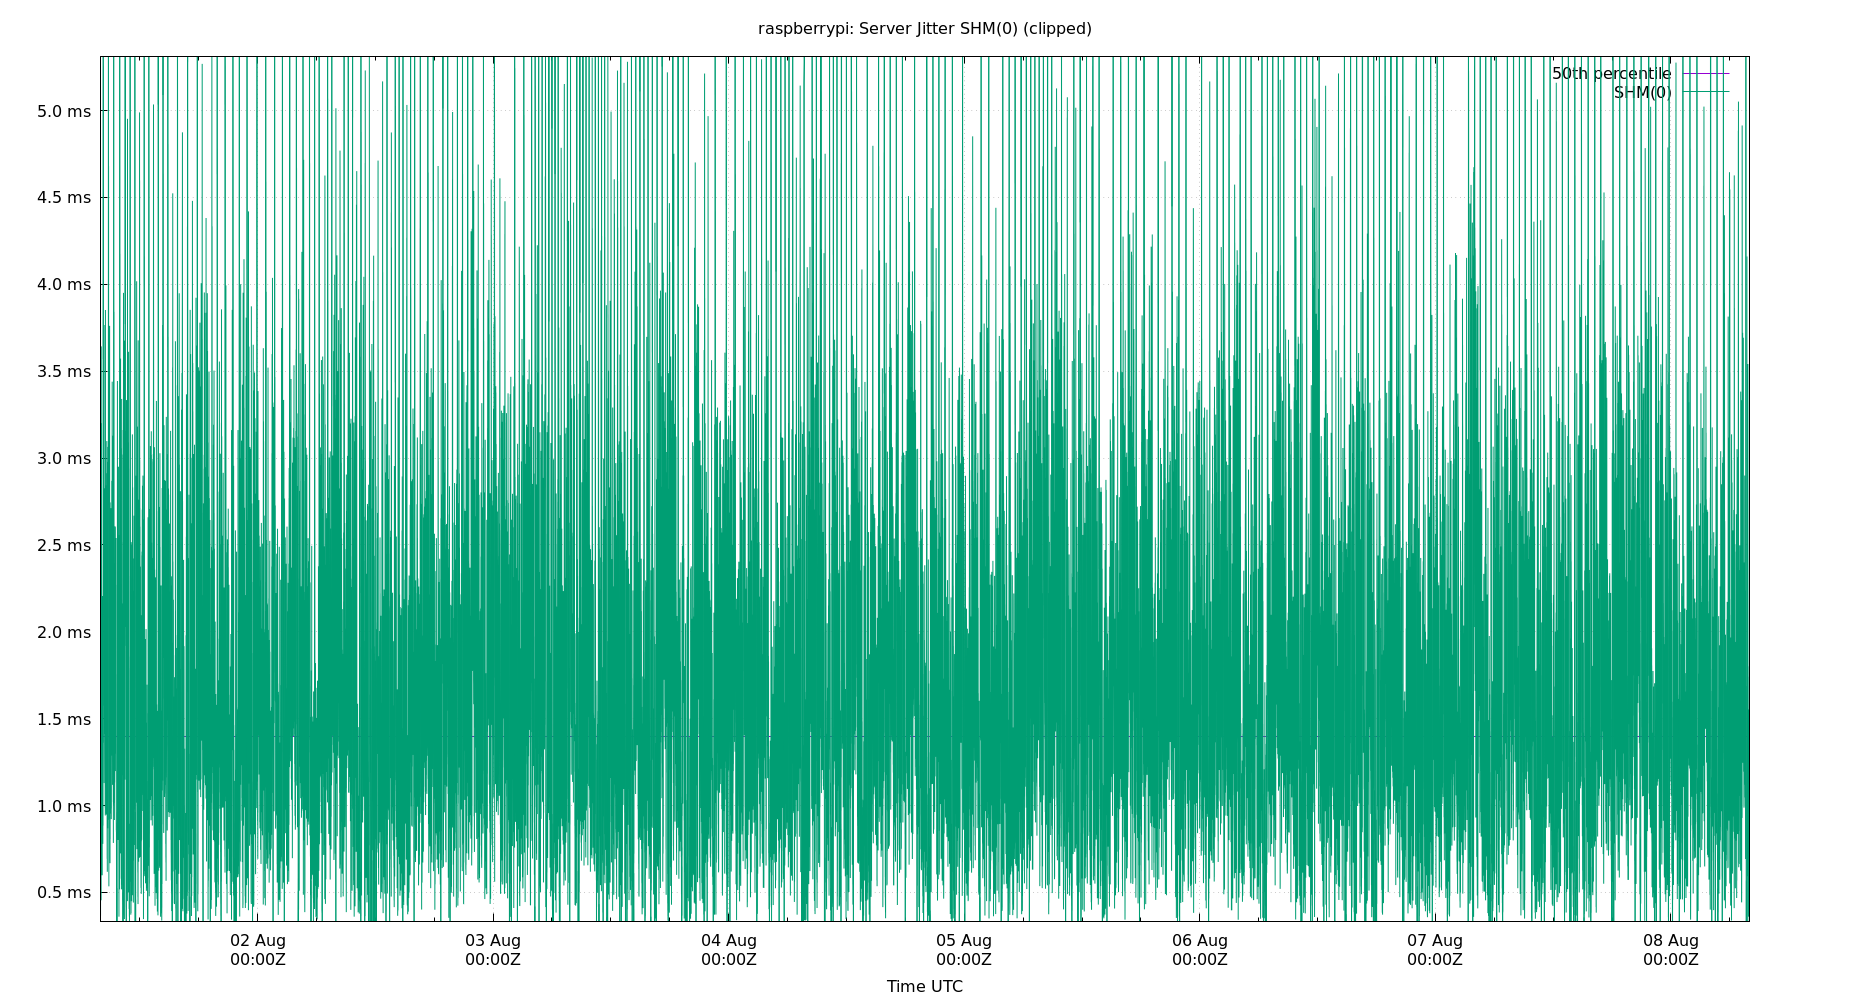 raspberrypi: Server Jitter SHM(0) (clipped)
50th percentile
SHM(0)
5.0 ms
4.5 ms
4.0 ms
3.5 ms
3.0 ms
2.5 ms
2.0 ms
1.5 ms
1.0 ms
0.5 ms
02 Aug 03 Aug 04 Aug 05 Aug 06 Aug 07 Aug 08 Aug
00:00Z 00:00Z 00:00Z 00:00Z 00:00Z 00:00Z 00:00Z
Time UTC